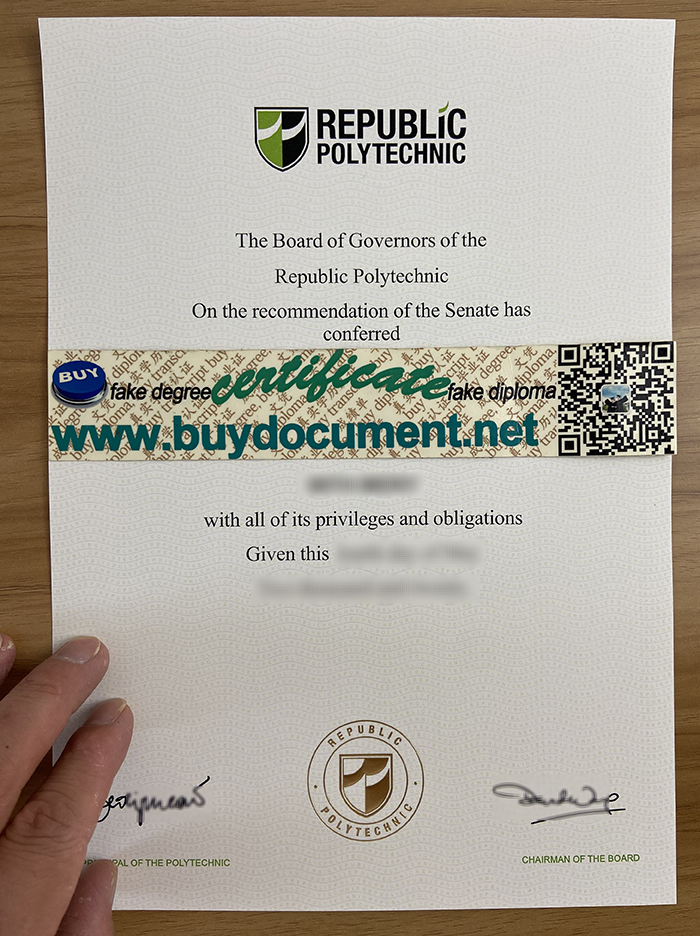 REPUBLIC
POLYTECHNIC
The Board of Governors of the
Republic Polytechnic
On the recommendation of the Senate has
conferred
BUY
fake degree certificate fake diploma
www.buydocument.net
with all of its privileges and obligations
Given this
REPUBLIC
POLYTECHNIC
PRINCIPAL OF THE POLYTECHNIC
CHAIRMAN OF THE BOARD